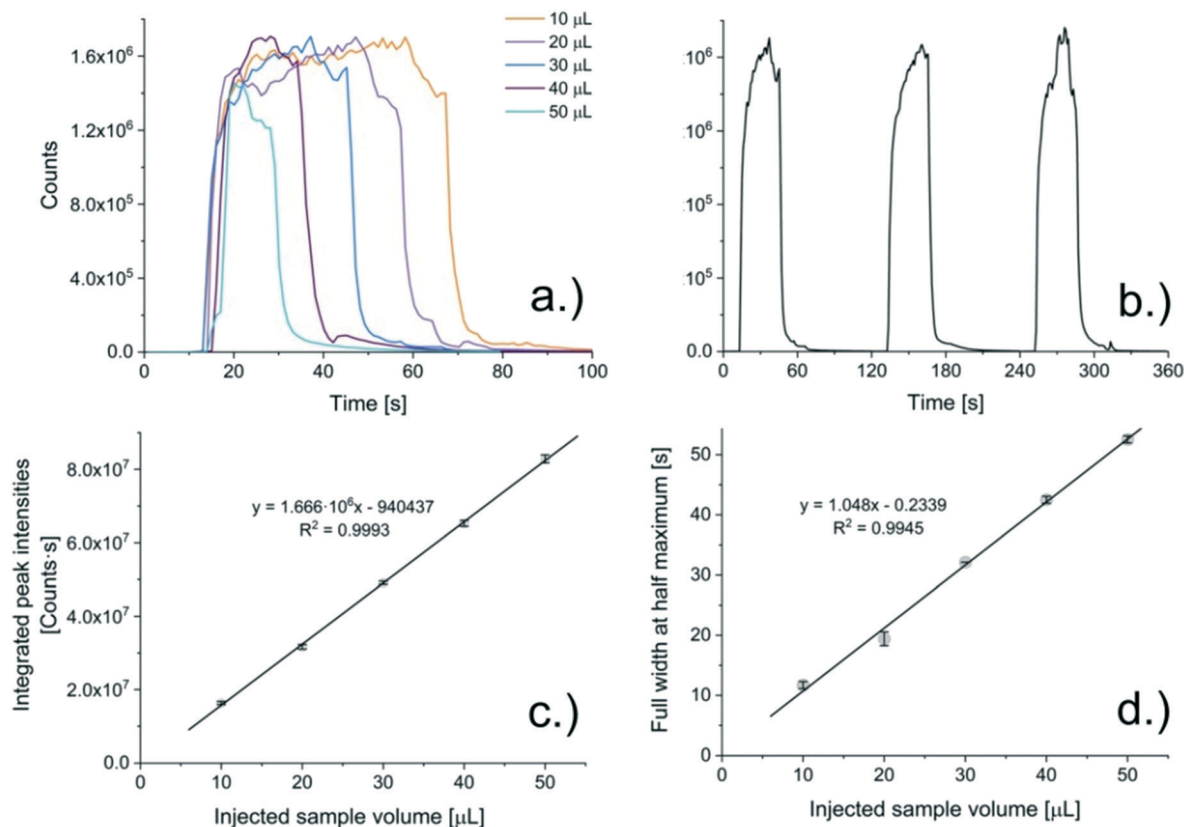 10 μL
20 μL
30 μL
40 μL
50 μL
1.6x10⁶
1.2x10⁶
8.0x10⁵
4.0x10⁵
0.0
Counts
a.)
0 20 40 60 80 100
Time [s]
:10⁶
:10⁶
:10⁵
:10⁵
0.0
b.)
0 60 120 180 240 300 360
Time [s]
8.0x10⁷
6.0x10⁷
4.0x10⁷
2.0x10⁷
0.0
Integrated peak intensities
[Counts·s]
y = 1.666·10⁶x - 940437
R² = 0.9993
c.)
0 10 20 30 40 50
Injected sample volume [μL]
50
40
30
20
10
0
Full width at half maximum [s]
y = 1.048x - 0.2339
R² = 0.9945
d.)
0 10 20 30 40 50
Injected sample volume [μL]